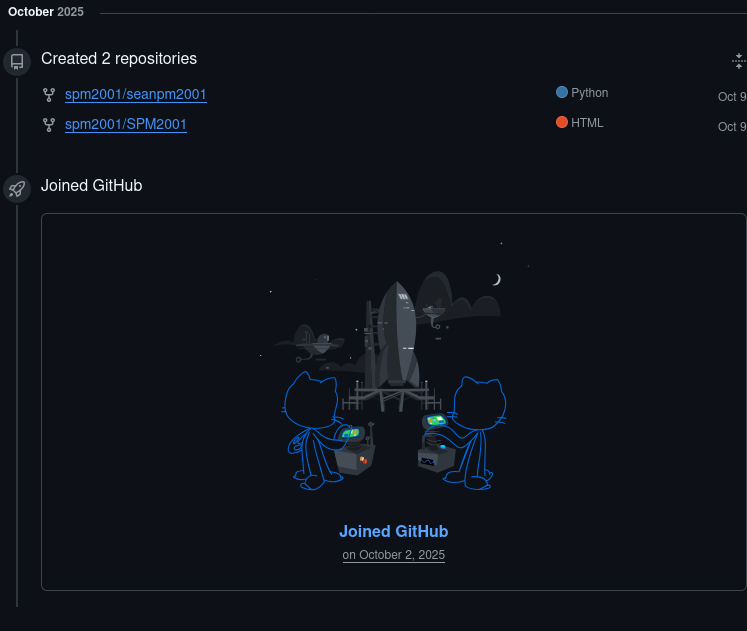 October 2025
Created 2 repositories
spm2001/seanpm2001 Python Oct 9
spm2001/SPM2001 HTML Oct 9
Joined GitHub
Joined GitHub
on October 2, 2025